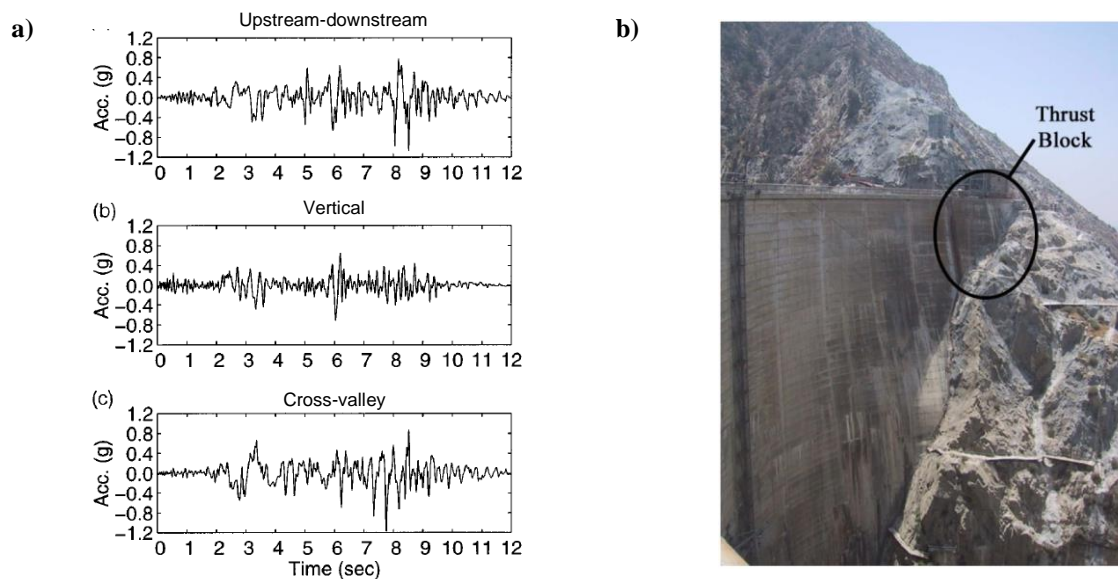 a)
Upstream-downstream
1.2
0.8
0.4
0.0
−0.4
−0.8
−1.2
Acc. (g)
0 1 2 3 4 5 6 7 8 9 10 11 12
(b)
Vertical
1.2
0.8
0.4
0.0
−0.4
−0.8
−1.2
Acc. (g)
0 1 2 3 4 5 6 7 8 9 10 11 12
(c)
Cross-valley
1.2
0.8
0.4
0.0
−0.4
−0.8
−1.2
Acc. (g)
0 1 2 3 4 5 6 7 8 9 10 11 12
Time (sec)
b)
Thrust
Block